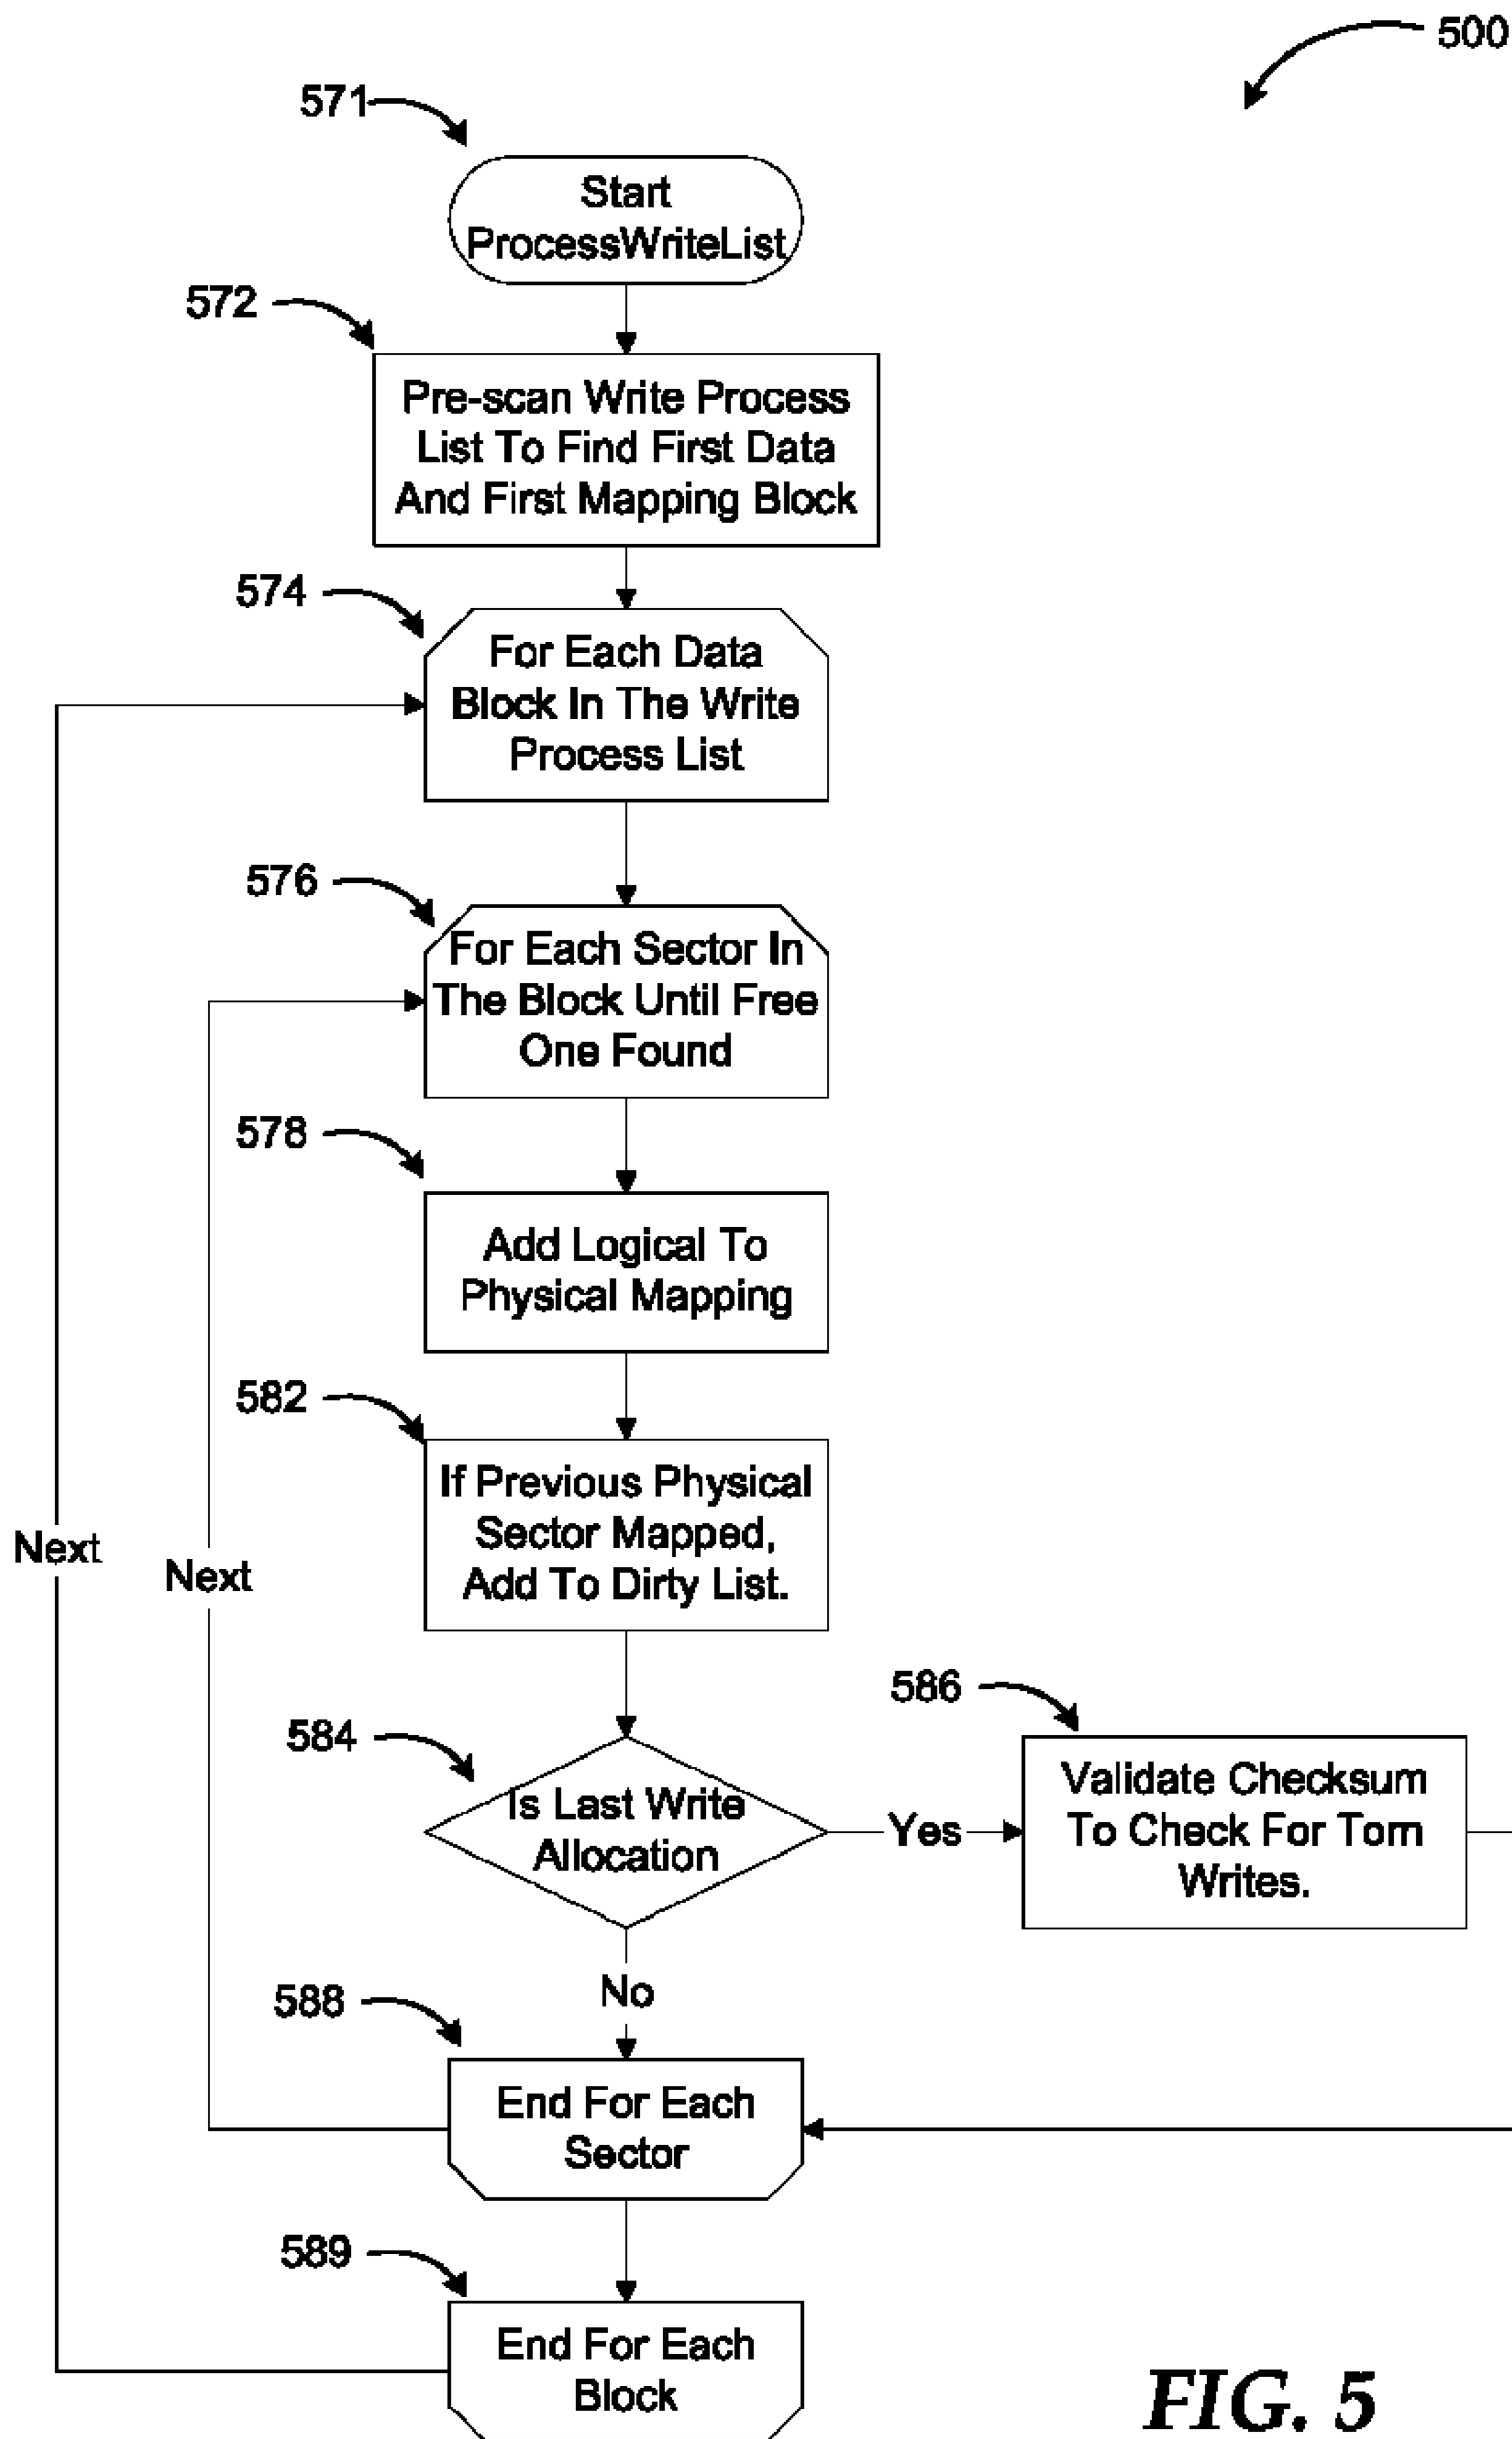 500
571
Start
ProcessWriteList
572
Pre-scan Write Process
List To Find First Data
And First Mapping Block
574
For Each Data
Block In The Write
Process List
576
For Each Sector In
The Block Until Free
One Found
578
Add Logical To
Physical Mapping
582
If Previous Physical
Sector Mapped,
Add To Dirty List.
Next
Next
584
Is Last Write
Allocation
Yes
586
Validate Checksum
To Check For Torn
Writes.
No
588
End For Each
Sector
589
End For Each
Block
FIG. 5